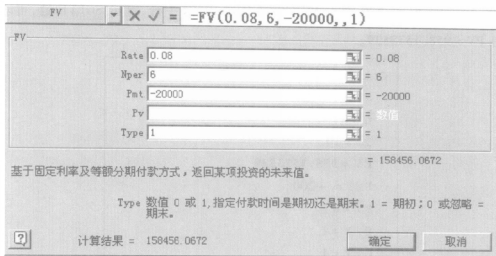 FV =FV(0.08,6,-20000,,1)
FV
Rate 0.08 = 0.08
Nper 6 = 6
Pmt -20000 = -20000
Pv = 数值
Type 1 = 1
= 158456.0672
基于固定利率及等额分期付款方式，返回某项投资的未来值。
Type 数值 0 或 1,指定付款时间是期初还是期末。1 = 期初；0 或忽略 =
期末。
计算结果 = 158456.0672 确定 取消